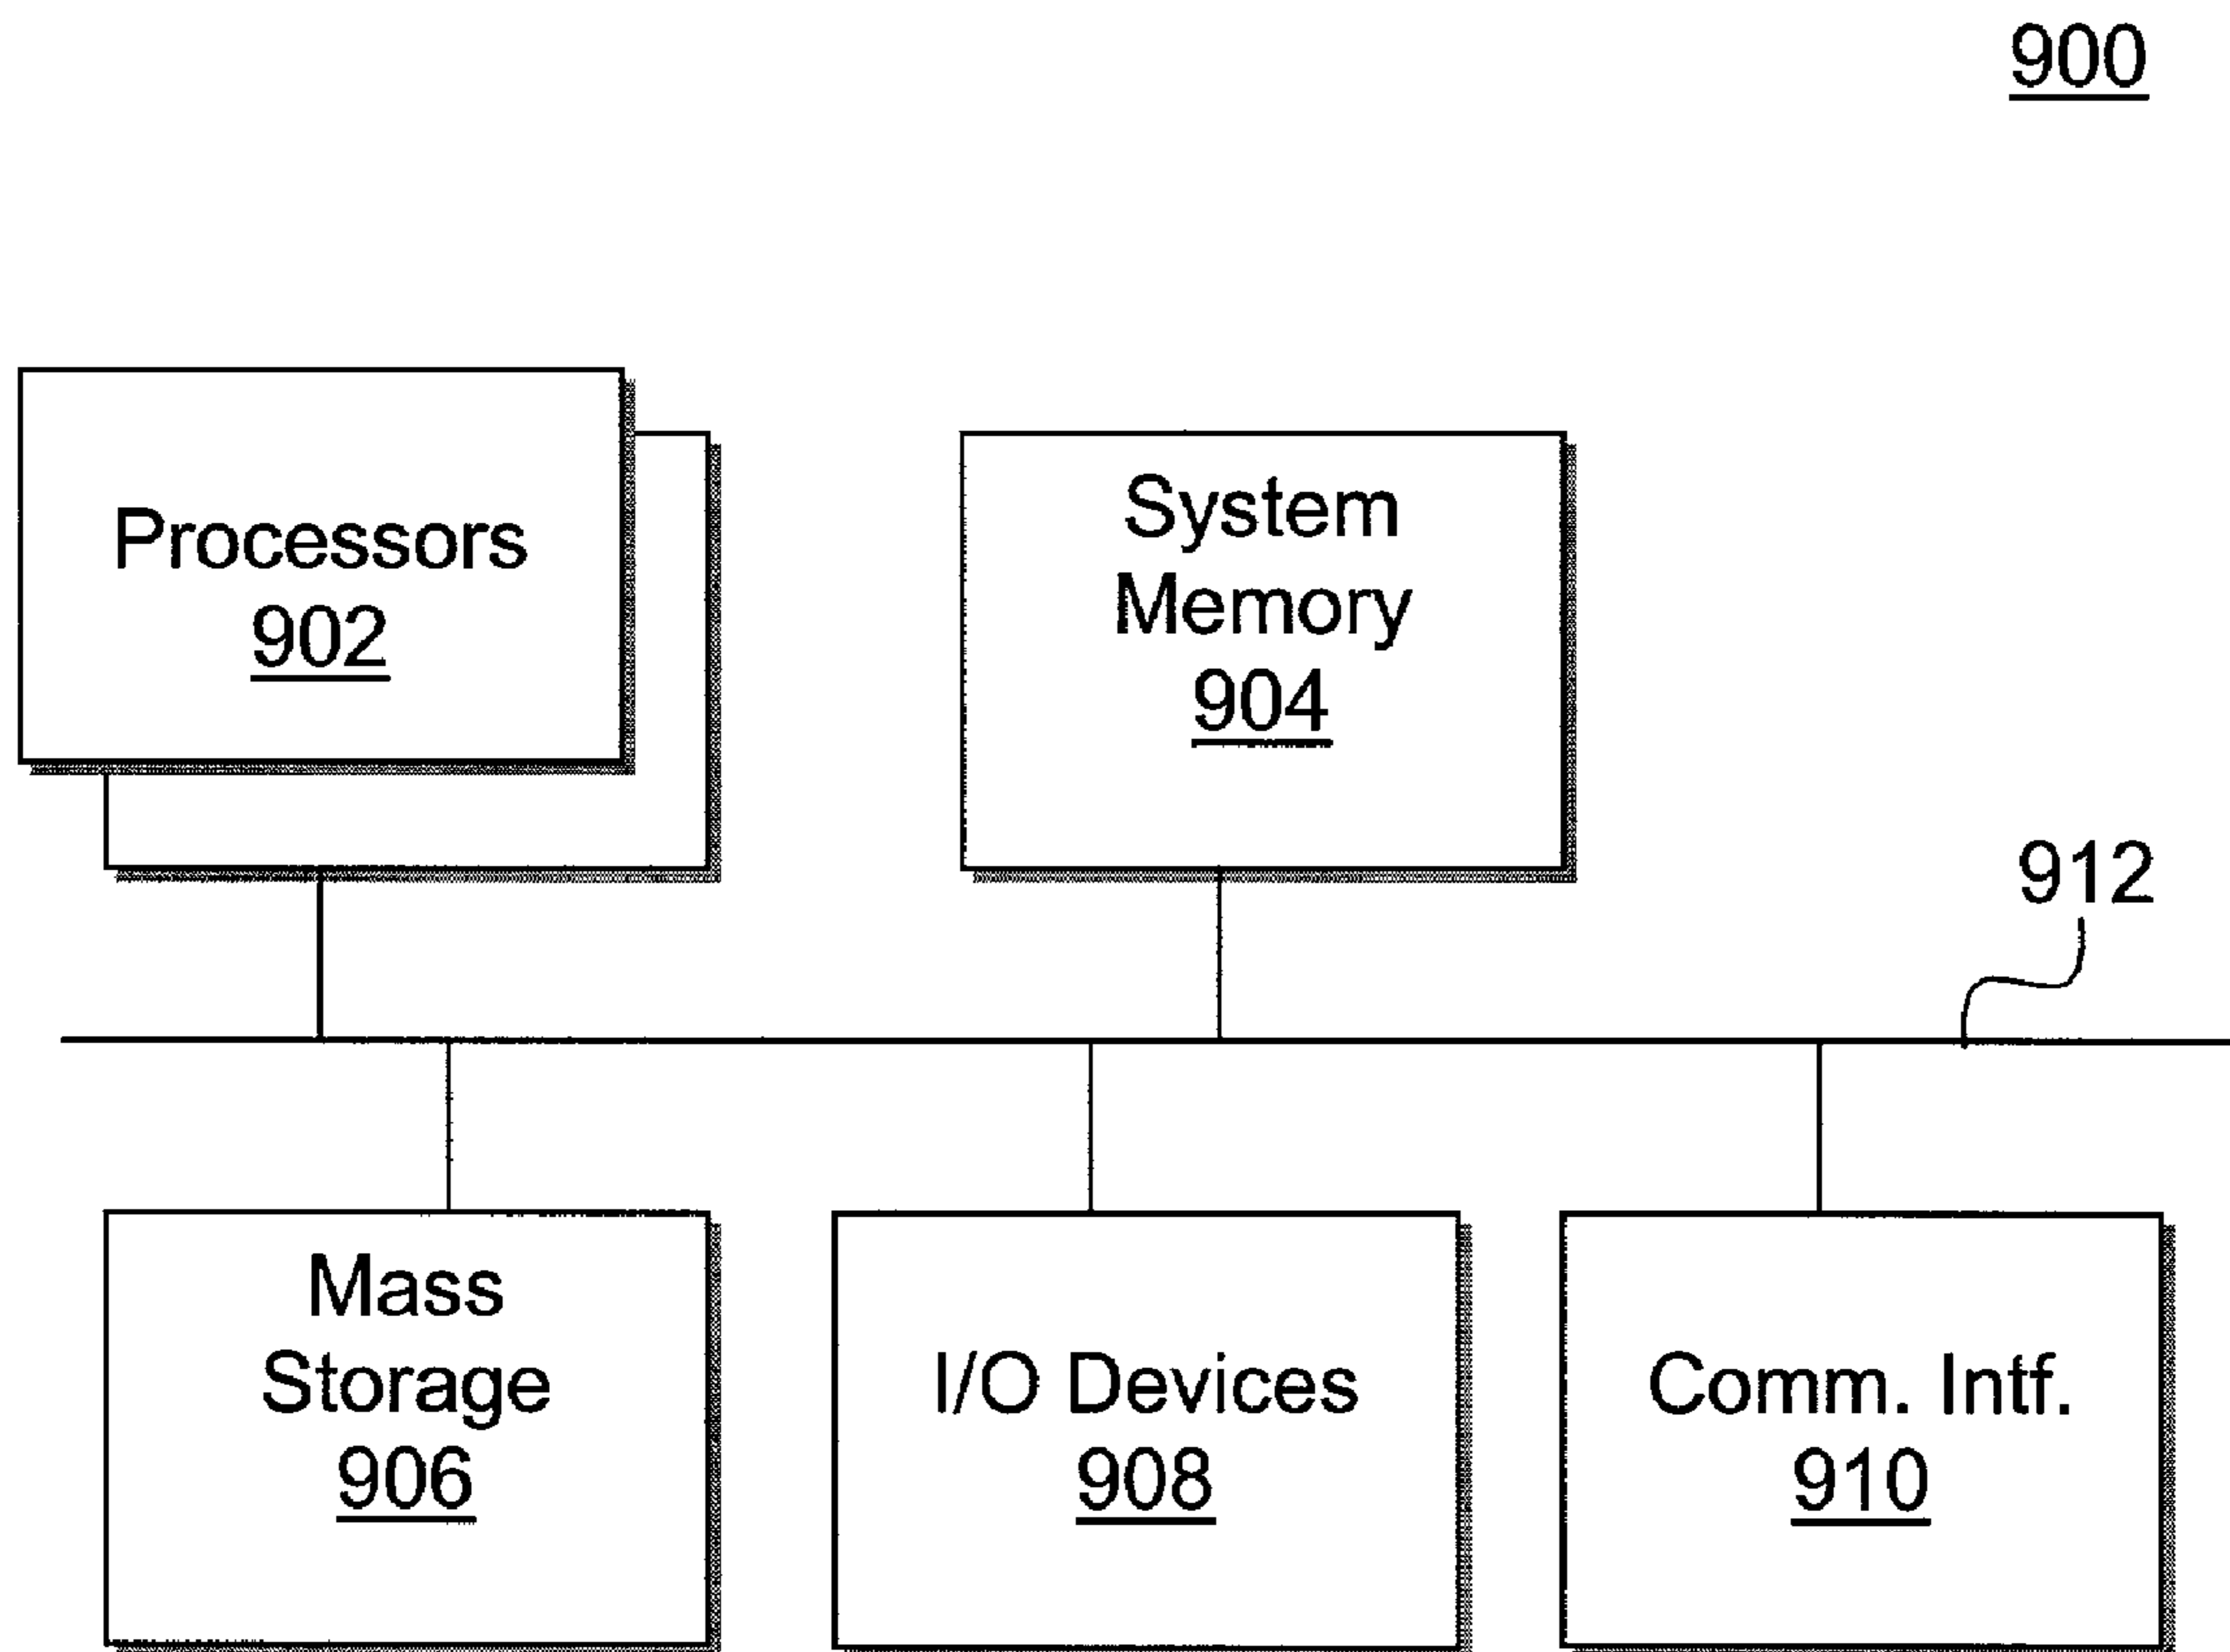 900
Processors
902
System
Memory
904
912
Mass
Storage
906
I/O Devices
908
Comm. Intf.
910